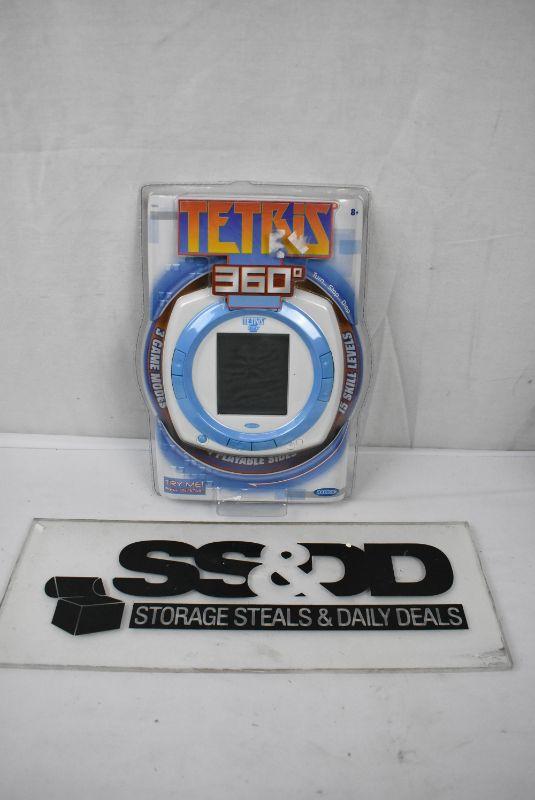 TETRIS
8+
360°
Turn... Stop... Drop
TETRIS
3 GAME MODES
15 SKILL LEVELS
4 PLAYABLE SIDES
TRY ME!
SS&DD
STORAGE STEALS & DAILY DEALS